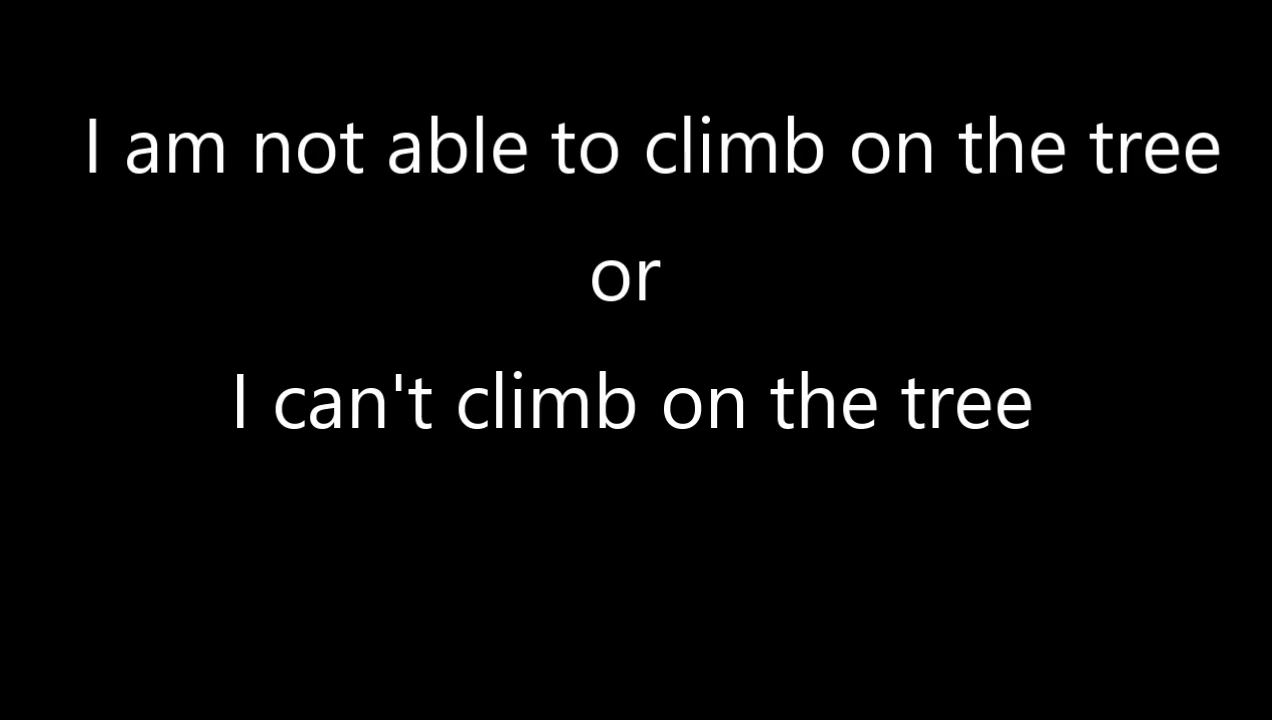 I am not able to climb on the tree
or
I can't climb on the tree